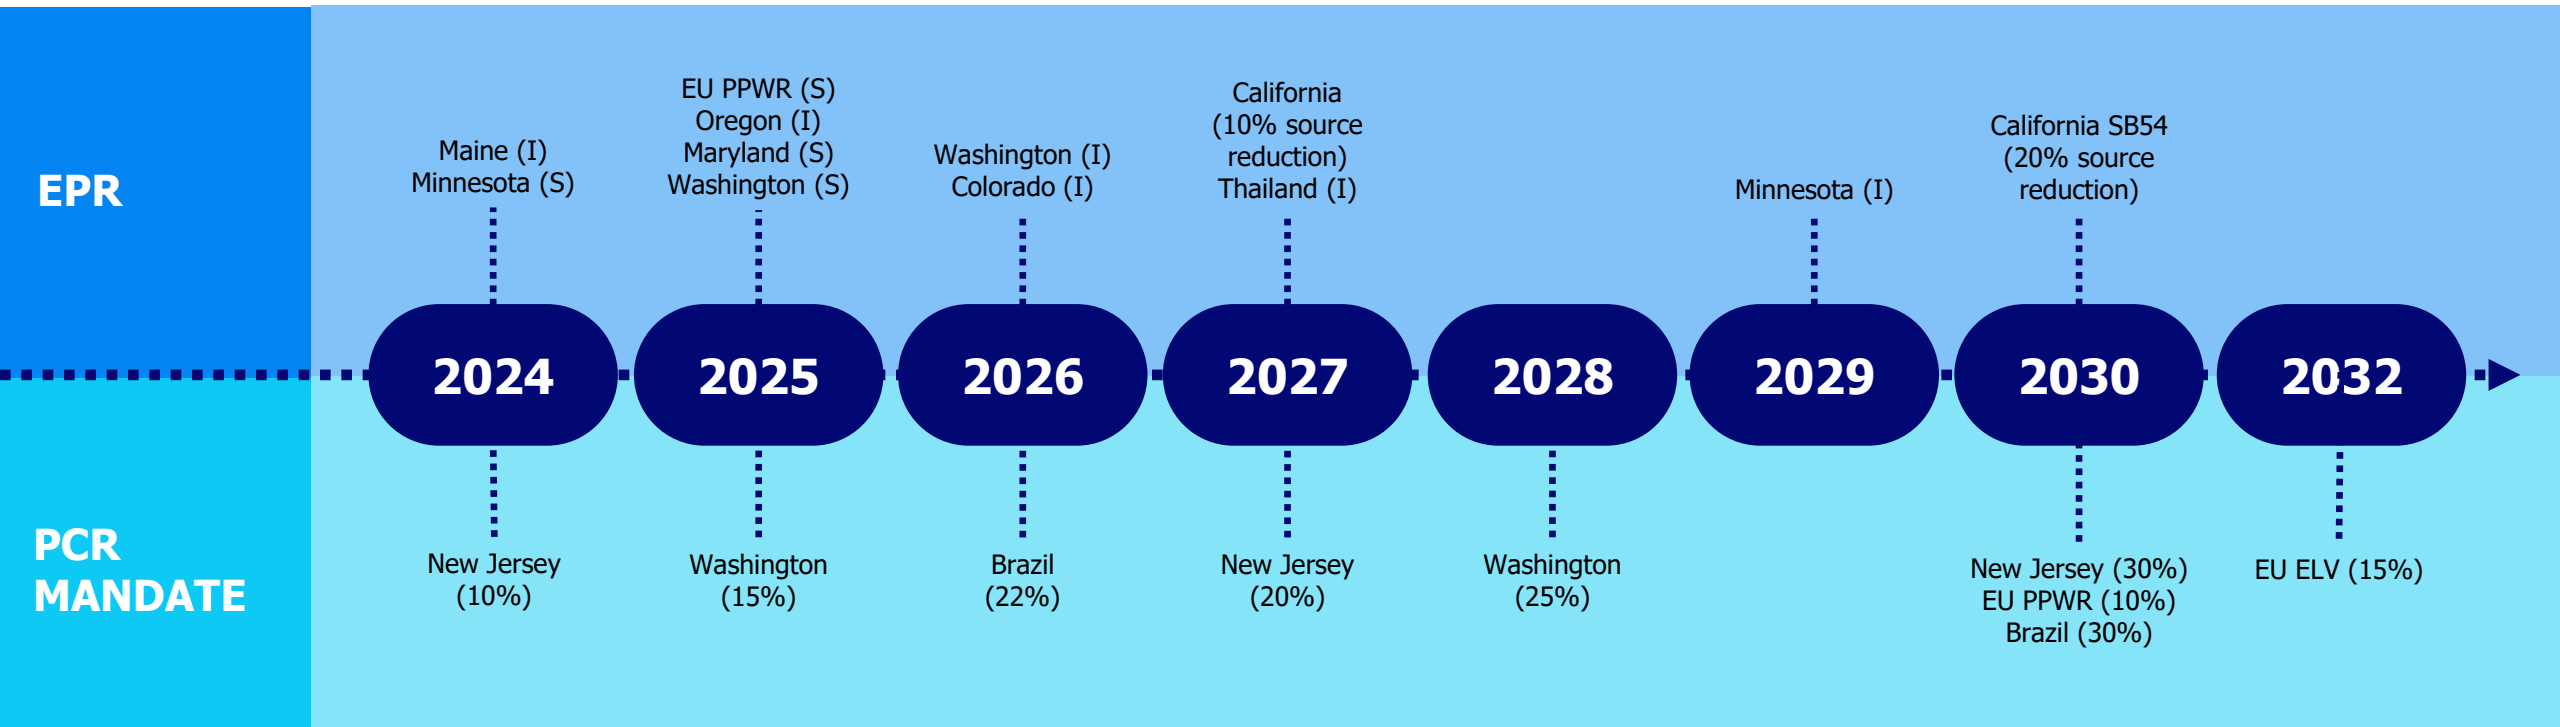 EPR
Maine (I)
Minnesota (S)
EU PPWR (S)
Oregon (I)
Maryland (S)
Washington (S)
Washington (I)
Colorado (I)
California
(10% source
reduction)
Thailand (I)
Minnesota (I)
California SB54
(20% source
reduction)
2024
2025
2026
2027
2028
2029
2030
2032
PCR
MANDATE
New Jersey
(10%)
Washington
(15%)
Brazil
(22%)
New Jersey
(20%)
Washington
(25%)
New Jersey (30%)
EU PPWR (10%)
Brazil (30%)
EU ELV (15%)